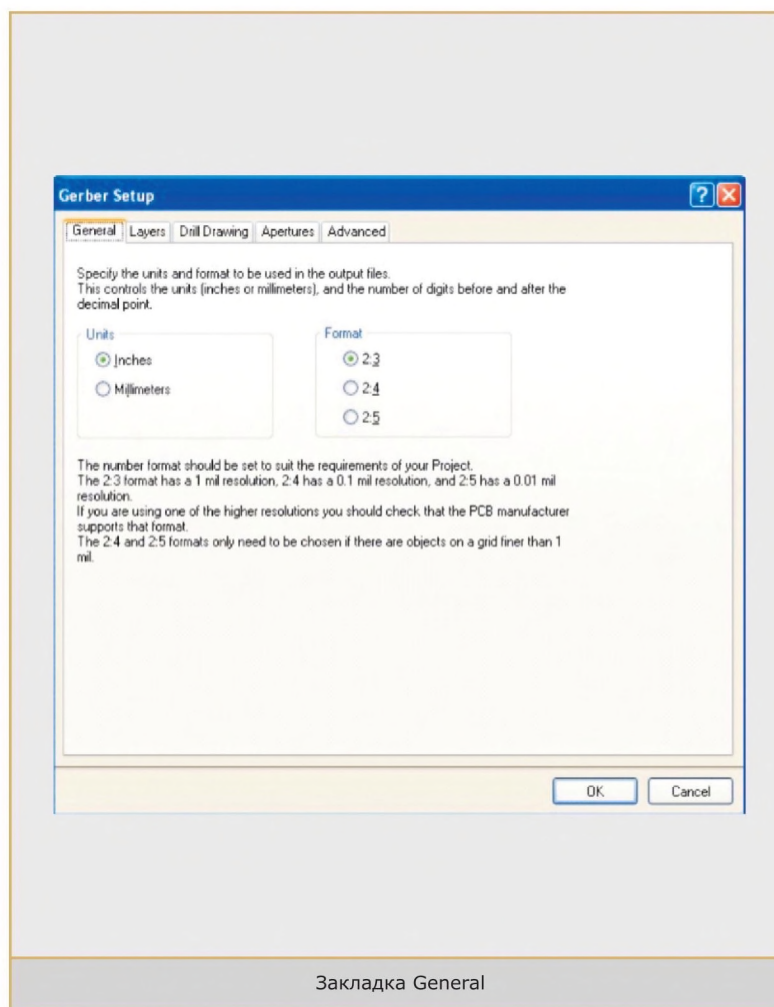 Gerber Setup
General Layers Drill Drawing Apertures Advanced
Specify the units and format to be used in the output files.
This controls the units (inches or millimeters), and the number of digits before and after the
decimal point.
Units Format
Inches 2:3
Millimeters 2:4
2:5
The number format should be set to suit the requirements of your Project.
The 2:3 format has a 1 mil resolution, 2:4 has a 0.1 mil resolution, and 2:5 has a 0.01 mil
resolution.
If you are using one of the higher resolutions you should check that the PCB manufacturer
supports that format.
The 2:4 and 2:5 formats only need to be chosen if there are objects on a grid finer than 1
mil.
OK Cancel
Закладка General